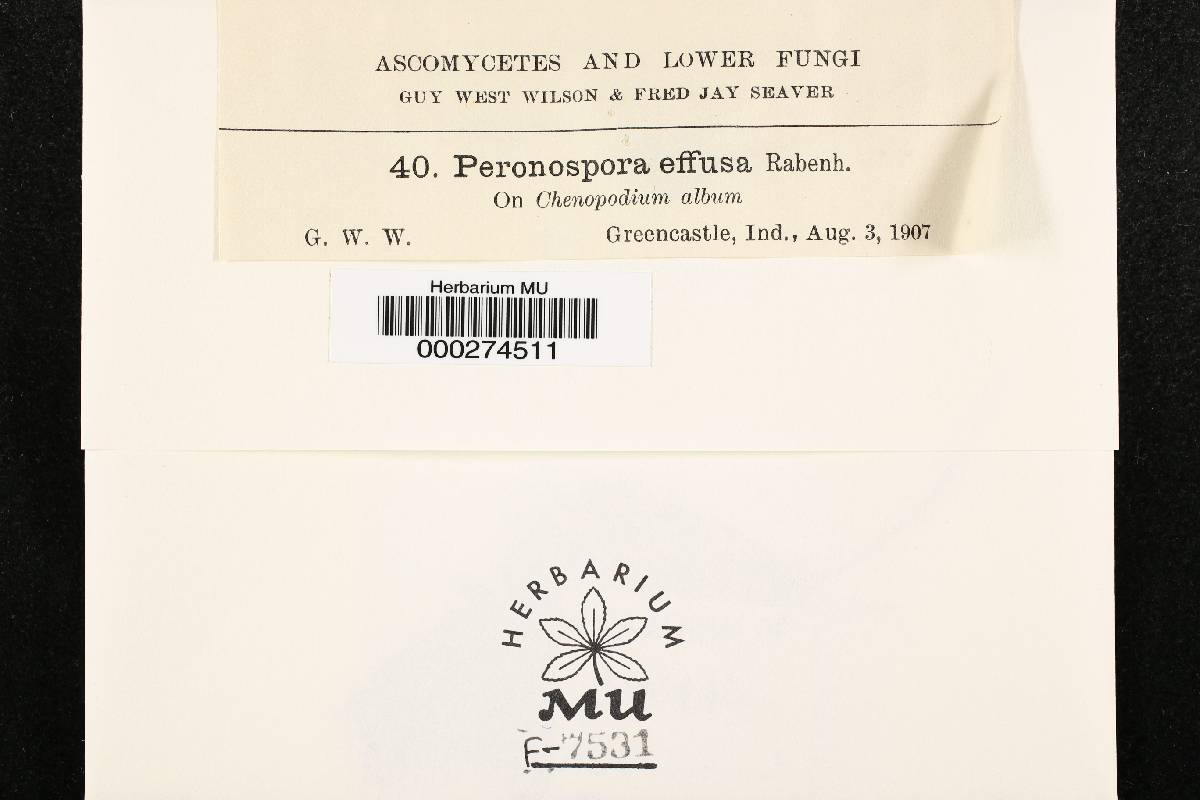 ASCOMYCETES AND LOWER FUNGI
GUY WEST WILSON & FRED JAY SEAVER
40. Peronospora effusa Rabenh.
On Chenopodium album
G. W. W. Greencastle, Ind., Aug. 3, 1907
Herbarium MU
000274511
HERBARIUM
MU
F-7531